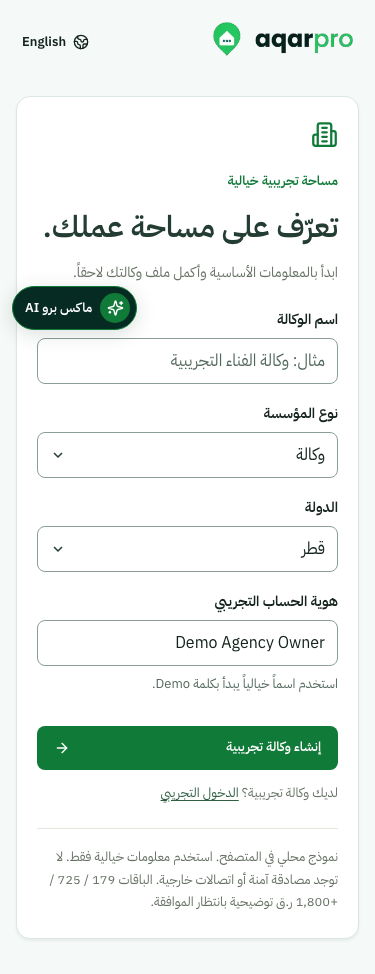 aqarpro
English
مساحة تجريبية خيالية
تعرّف على مساحة عملك.
ابدأ بالمعلومات الأساسية وأكمل ملف وكالتك لاحقاً.
ماكس برو AI
اسم الوكالة
مثال: وكالة الفناء التجريبية
نوع المؤسسة
وكالة
الدولة
قطر
هوية الحساب التجريبي
Demo Agency Owner
استخدم اسماً خيالياً يبدأ بكلمة Demo.
إنشاء وكالة تجريبية
لديك وكالة تجريبية؟ الدخول التجريبي
نموذج محلي في المتصفح. استخدم معلومات خيالية فقط. لا
توجد مصادقة آمنة أو اتصالات خارجية. الباقات 179 / 725 /
1,800+ ر.ق توضيحية بانتظار الموافقة.